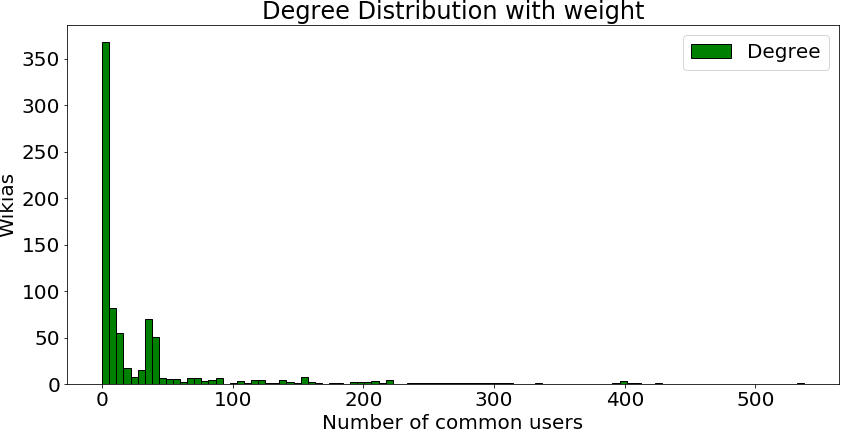 Degree Distribution with weight
Degree
350
300
250
200
150
100
50
0
Wikias
0 100 200 300 400 500
Number of common users